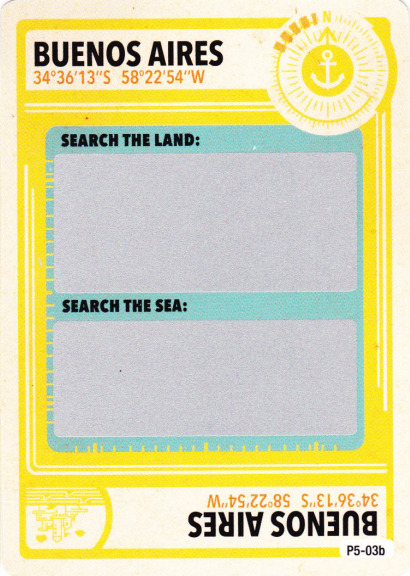 BUENOS AIRES
34°36'13"S 58°22'54"W
N
SEARCH THE LAND:
SEARCH THE SEA:
34°36'13"S 58°22'54"W
BUENOS AIRES
P5-03b